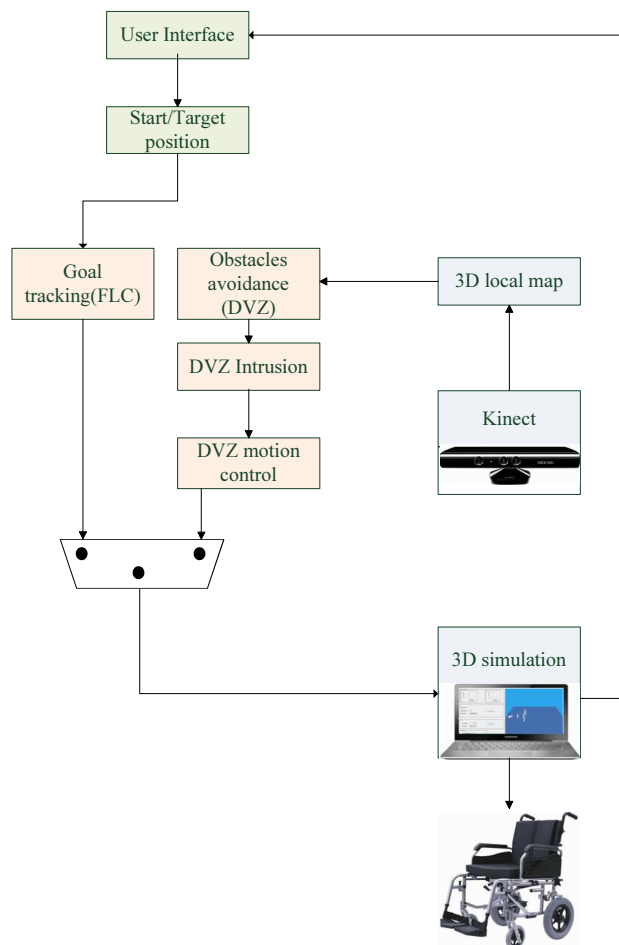 User Interface
Start/Target
position
Goal
tracking(FLC)
Obstacles
avoidance
(DVZ)
3D local map
DVZ Intrusion
Kinect
DVZ motion
control
3D simulation